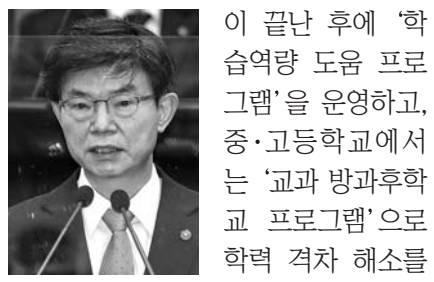 이 끝난 후에 ‘학
습역량 도움 프로
그램’을 운영하고,
중·고등학교에서
는 ‘교과 방과후학
교 프로그램’으로
학력 격차 해소를